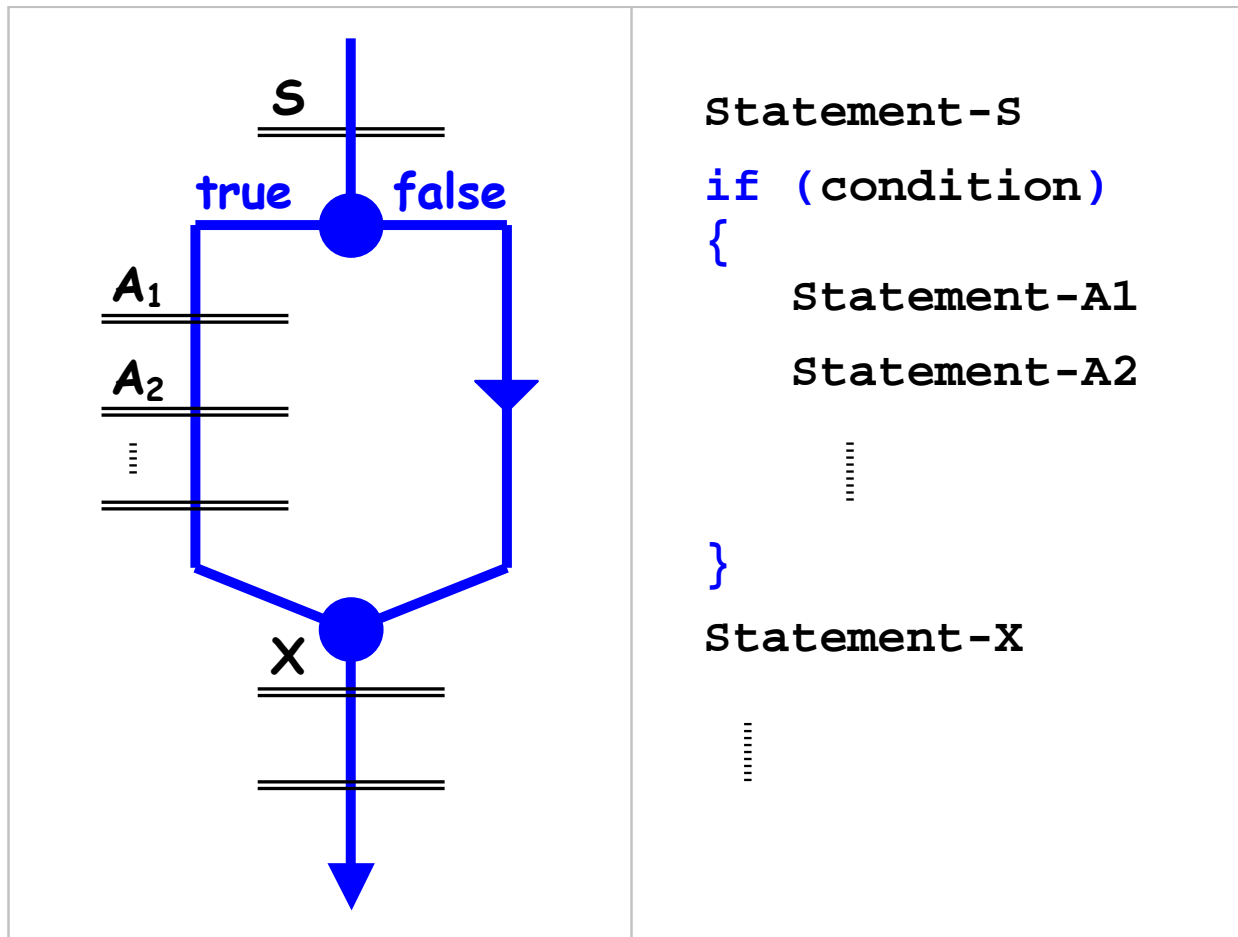 S
true false
A₁
A₂
X
Statement-S
if (condition)
{
Statement-A1
Statement-A2
}
Statement-X